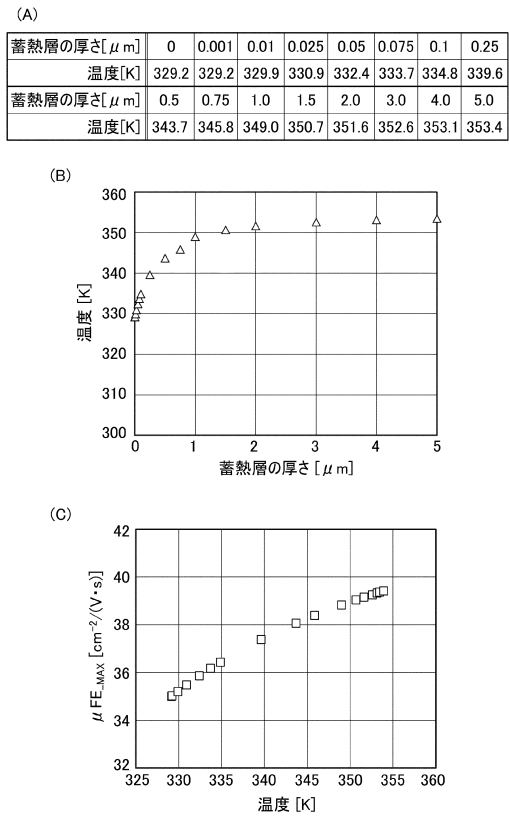 (A)
蓄熱層の厚さ[μm] 0 0.001 0.01 0.025 0.05 0.075 0.1 0.25
温度[K] 329.2 329.2 329.9 330.9 332.4 333.7 334.8 339.6
蓄熱層の厚さ[μm] 0.5 0.75 1.0 1.5 2.0 3.0 4.0 5.0
温度[K] 343.7 345.8 349.0 350.7 351.6 352.6 353.1 353.4
(B)
360
350
340
330
320
310
300
温度 [K]
0 1 2 3 4 5
蓄熱層の厚さ[μm]
(C)
42
40
38
36
34
32
μFE_MAX [cm⁻²/(V・s)]
325 330 335 340 345 350 355 360
温度 [K]